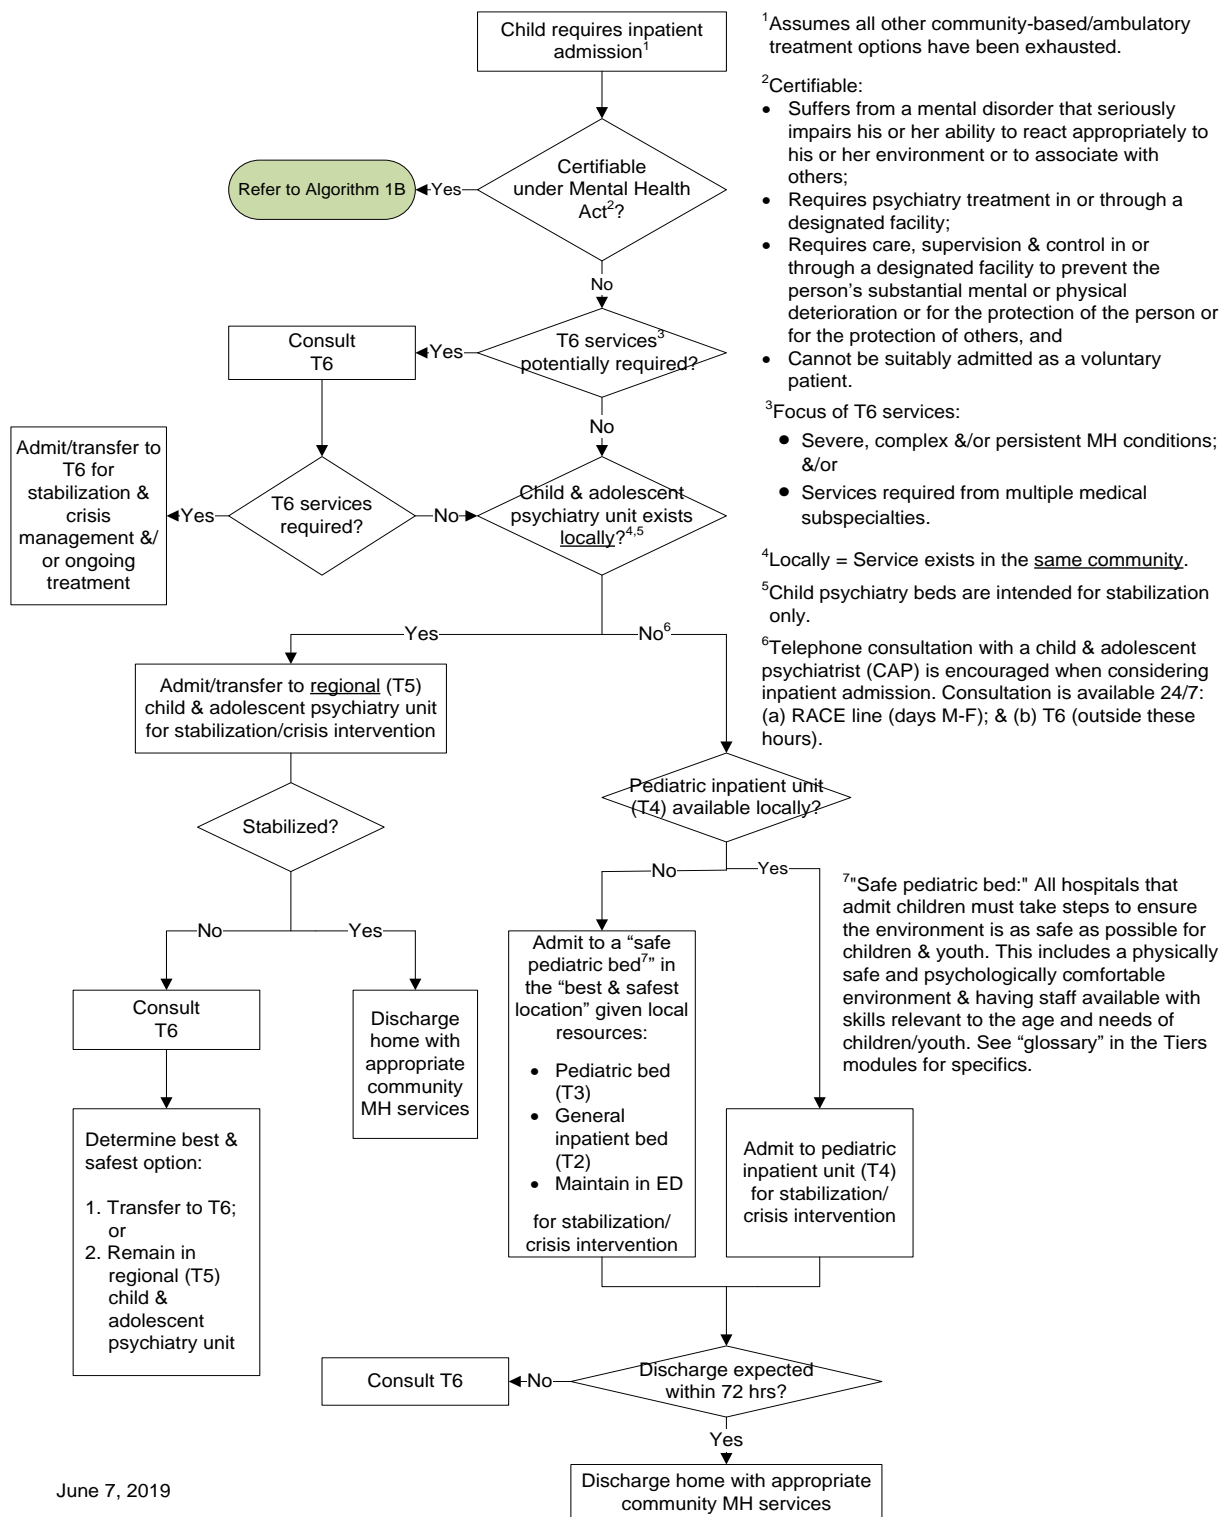 Child requires inpatient
admission1
1Assumes all other community-based/ambulatory
treatment options have been exhausted.
2Certifiable:
• Suffers from a mental disorder that seriously
impairs his or her ability to react appropriately to
his or her environment or to associate with
others;
• Requires psychiatry treatment in or through a
designated facility;
• Requires care, supervision & control in or
through a designated facility to prevent the
person's substantial mental or physical
deterioration or for the protection of the person or
for the protection of others, and
• Cannot be suitably admitted as a voluntary
patient.
3Focus of T6 services:
• Severe, complex &/or persistent MH conditions;
&/or
• Services required from multiple medical
subspecialties.
4Locally = Service exists in the same community.
5Child psychiatry beds are intended for stabilization
only.
6Telephone consultation with a child & adolescent
psychiatrist (CAP) is encouraged when considering
inpatient admission. Consultation is available 24/7:
(a) RACE line (days M-F); & (b) T6 (outside these
hours).
Certifiable
under Mental Health
Act2?
Yes
Refer to Algorithm 1B
No
T6 services3
potentially required?
Yes
Consult
T6
No
T6 services
required?
Yes
Admit/transfer to
T6 for
stabilization &
crisis
management &/
or ongoing
treatment
No
Child & adolescent
psychiatry unit exists
locally?4,5
Yes
No6
Admit/transfer to regional (T5)
child & adolescent psychiatry unit
for stabilization/crisis intervention
Stabilized?
No
Yes
Consult
T6
Discharge
home with
appropriate
community
MH services
Determine best &
safest option:
1. Transfer to T6;
or
2. Remain in
regional (T5)
child &
adolescent
psychiatry unit
Pediatric inpatient unit
(T4) available locally?
No
Yes
Admit to a “safe
pediatric bed7” in
the “best & safest
location” given local
resources:
• Pediatric bed
(T3)
• General
inpatient bed
(T2)
• Maintain in ED
for stabilization/
crisis intervention
Admit to pediatric
inpatient unit (T4)
for stabilization/
crisis intervention
7"Safe pediatric bed:" All hospitals that
admit children must take steps to ensure
the environment is as safe as possible for
children & youth. This includes a physically
safe and psychologically comfortable
environment & having staff available with
skills relevant to the age and needs of
children/youth. See “glossary” in the Tiers
modules for specifics.
Discharge expected
within 72 hrs?
No
Consult T6
Yes
Discharge home with appropriate
community MH services
June 7, 2019